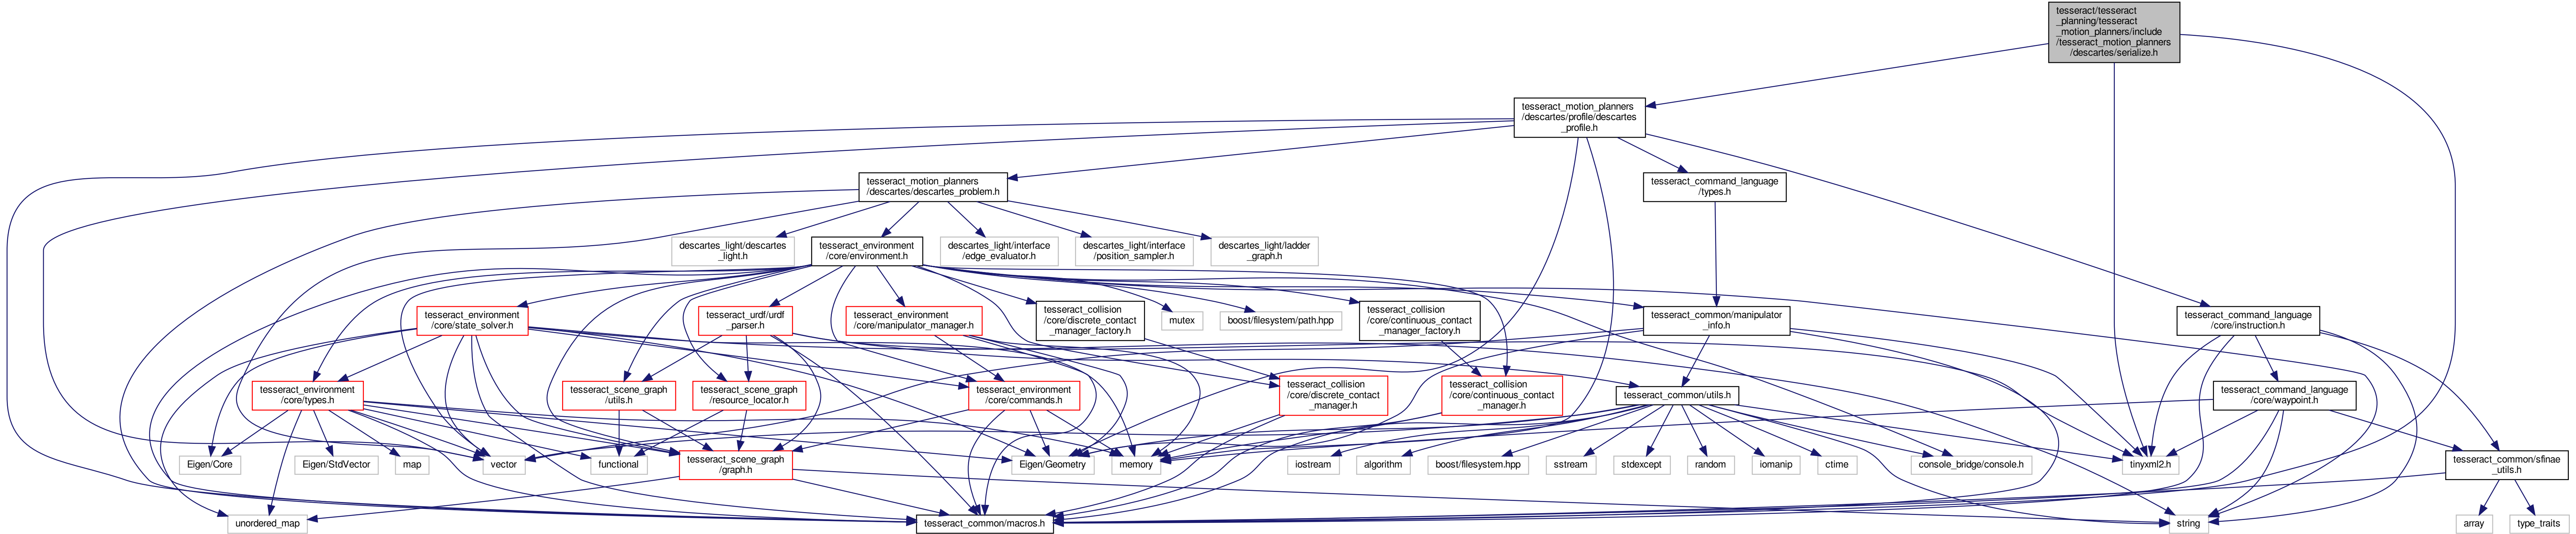 tesseract/tesseract
_planning/tesseract
_motion_planners/include
/tesseract_motion_planners
/descartes/serialize.h
tesseract_motion_planners
/descartes/profile/descartes
_profile.h
tesseract_motion_planners
/descartes/descartes_problem.h
tesseract_command_language
/types.h
descartes_light/descartes
_light.h
tesseract_environment
/core/environment.h
descartes_light/interface
/edge_evaluator.h
descartes_light/interface
/position_sampler.h
descartes_light/ladder
_graph.h
tesseract_environment
/core/state_solver.h
tesseract_urdf/urdf
_parser.h
tesseract_environment
/core/manipulator_manager.h
tesseract_collision
/core/discrete_contact
_manager_factory.h
mutex
boost/filesystem/path.hpp
tesseract_collision
/core/continuous_contact
_manager_factory.h
tesseract_common/manipulator
_info.h
tesseract_command_language
/core/instruction.h
tesseract_environment
/core/types.h
tesseract_scene_graph
/utils.h
tesseract_scene_graph
/resource_locator.h
tesseract_environment
/core/commands.h
tesseract_collision
/core/discrete_contact
_manager.h
tesseract_collision
/core/continuous_contact
_manager.h
tesseract_common/utils.h
tesseract_command_language
/core/waypoint.h
Eigen/Core
Eigen/StdVector
map
vector
functional
tesseract_scene_graph
/graph.h
Eigen/Geometry
memory
iostream
algorithm
boost/filesystem.hpp
sstream
stdexcept
random
iomanip
ctime
console_bridge/console.h
tinyxml2.h
tesseract_common/sfinae
_utils.h
unordered_map
tesseract_common/macros.h
string
array
type_traits